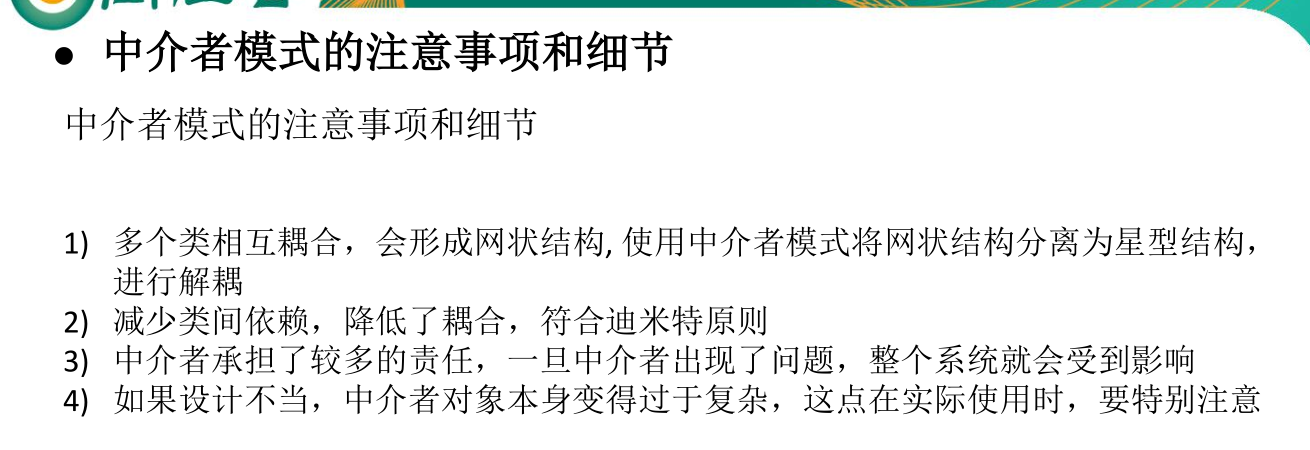 ● 中介者模式的注意事项和细节
中介者模式的注意事项和细节
1) 多个类相互耦合，会形成网状结构, 使用中介者模式将网状结构分离为星型结构，
进行解耦
2) 减少类间依赖，降低了耦合，符合迪米特原则
3) 中介者承担了较多的责任，一旦中介者出现了问题，整个系统就会受到影响
4) 如果设计不当，中介者对象本身变得过于复杂，这点在实际使用时，要特别注意